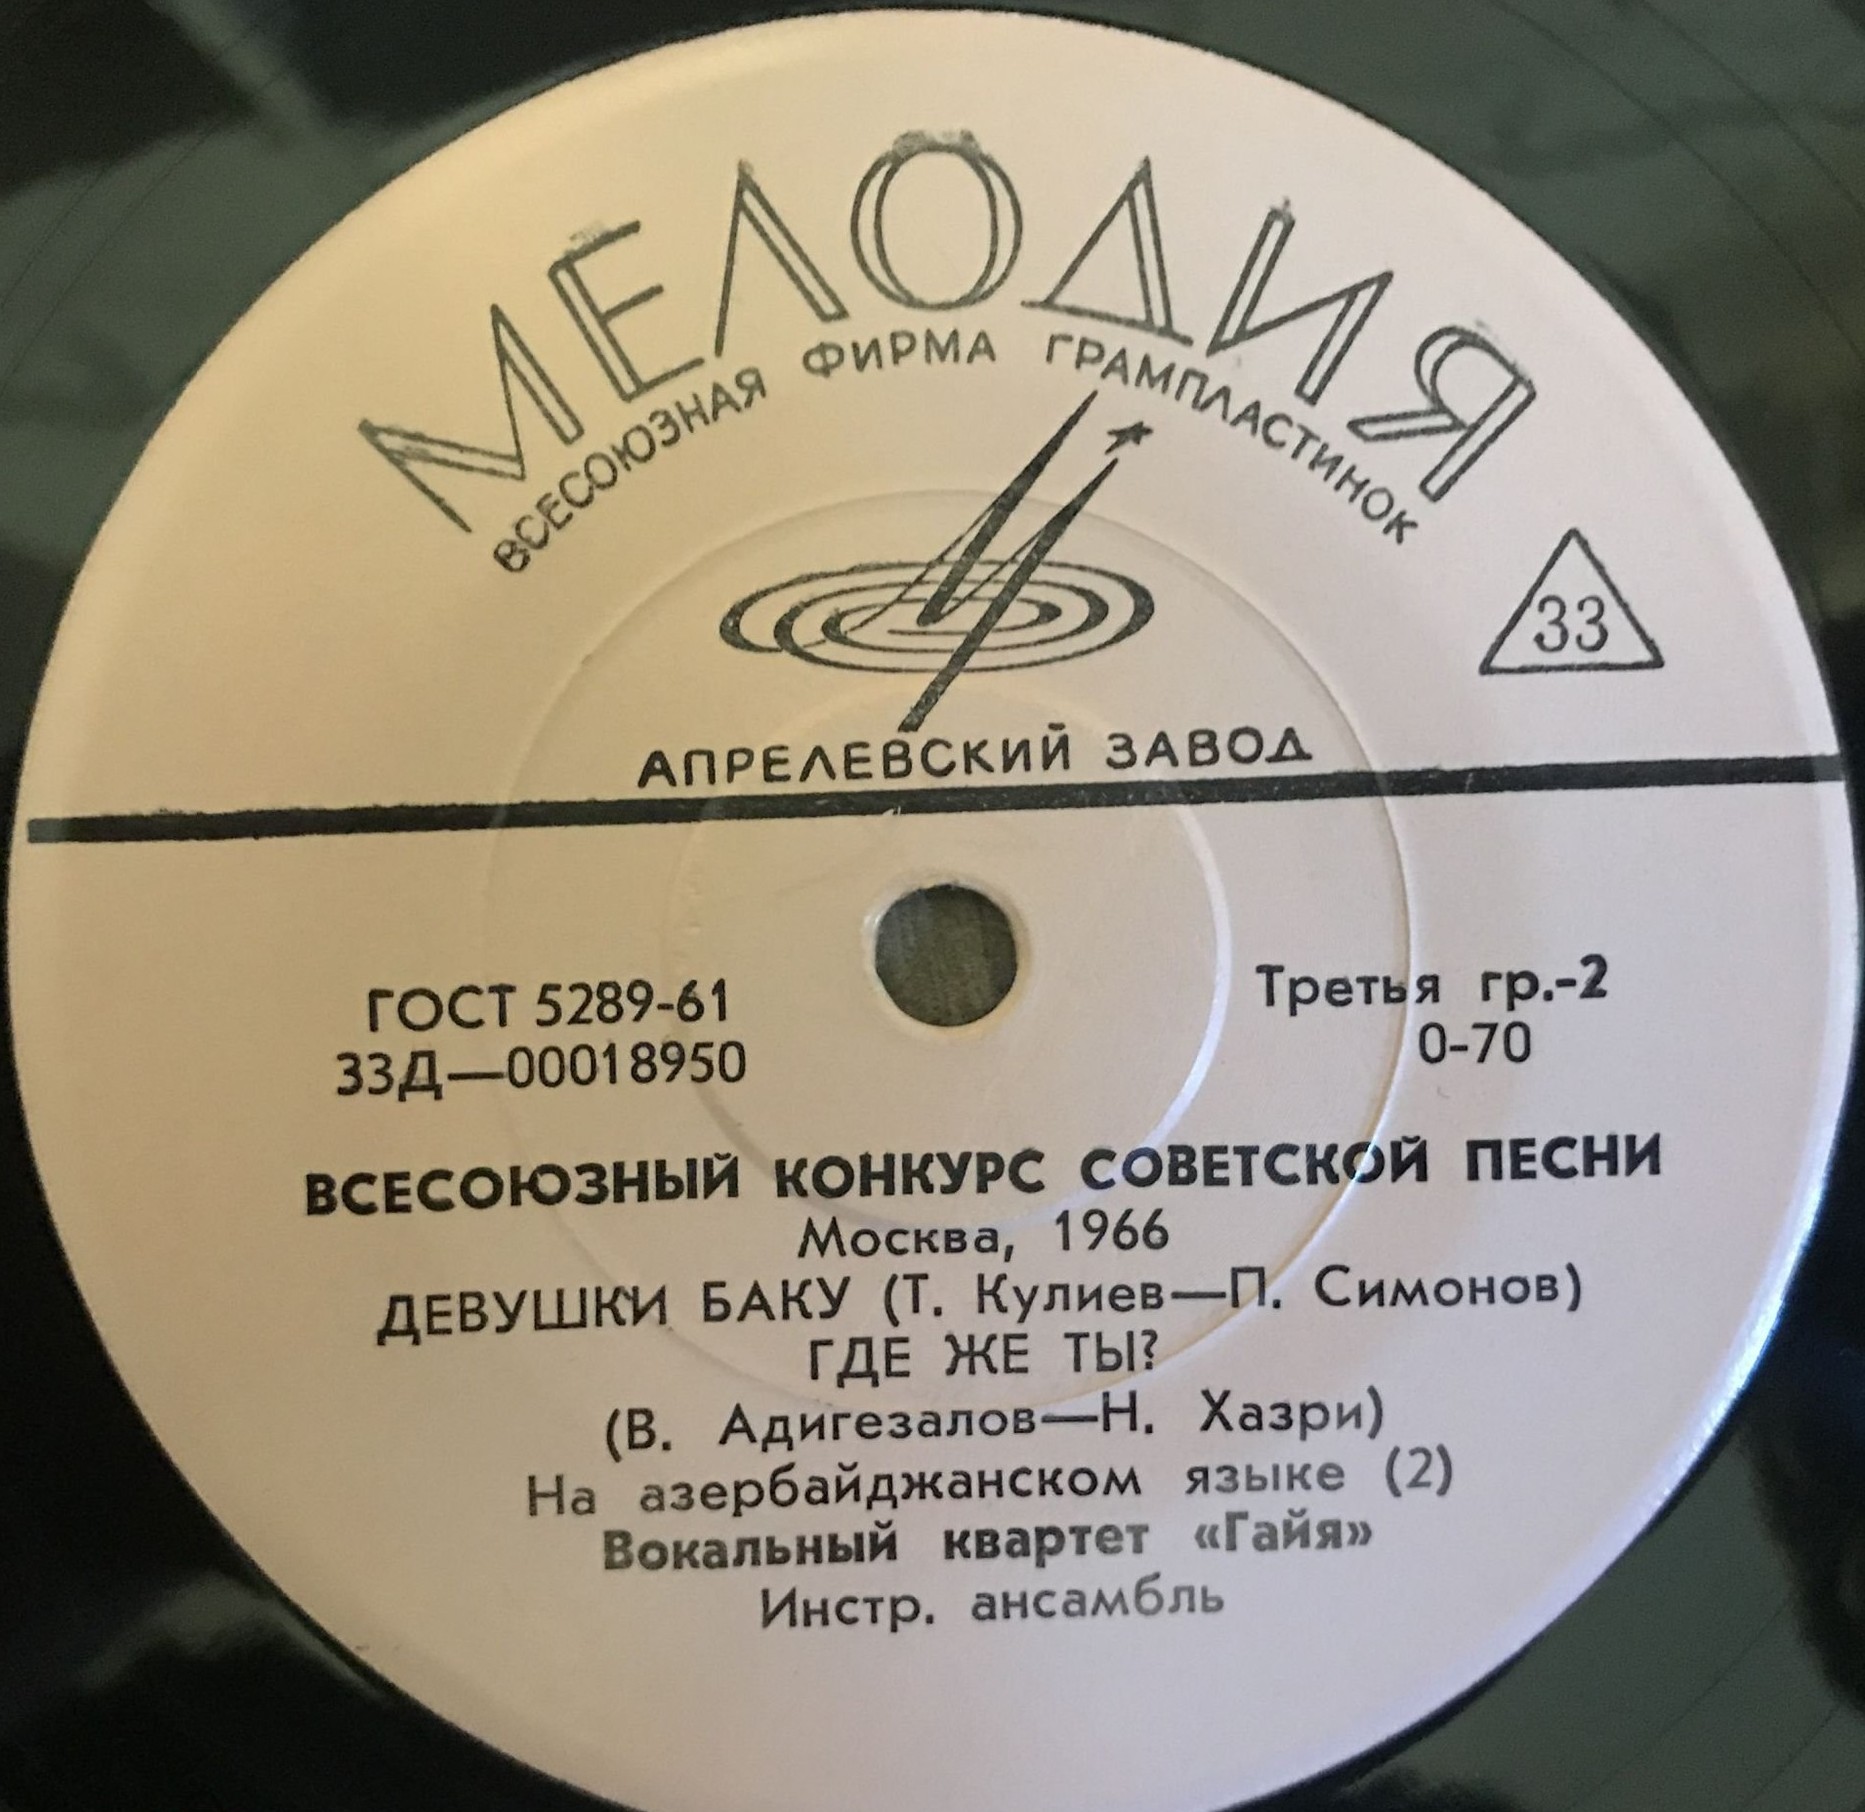 МЕЛОДИЯ
ВСЕСОЮЗНАЯ ФИРМА ГРАМПЛАСТИНОК
33
АПРЕЛЕВСКИЙ ЗАВОД
ГОСТ 5289-61
33Д—00018950
Третья гр.-2
0-70
ВСЕСОЮЗНЫЙ КОНКУРС СОВЕТСКОЙ ПЕСНИ
Москва, 1966
ДЕВУШКИ БАКУ (Т. Кулиев—П. Симонов)
ГДЕ ЖЕ ТЫ?
(В. Адигезалов—Н. Хазри)
На азербайджанском языке (2)
Вокальный квартет «Гайя»
Инстр. ансамбль